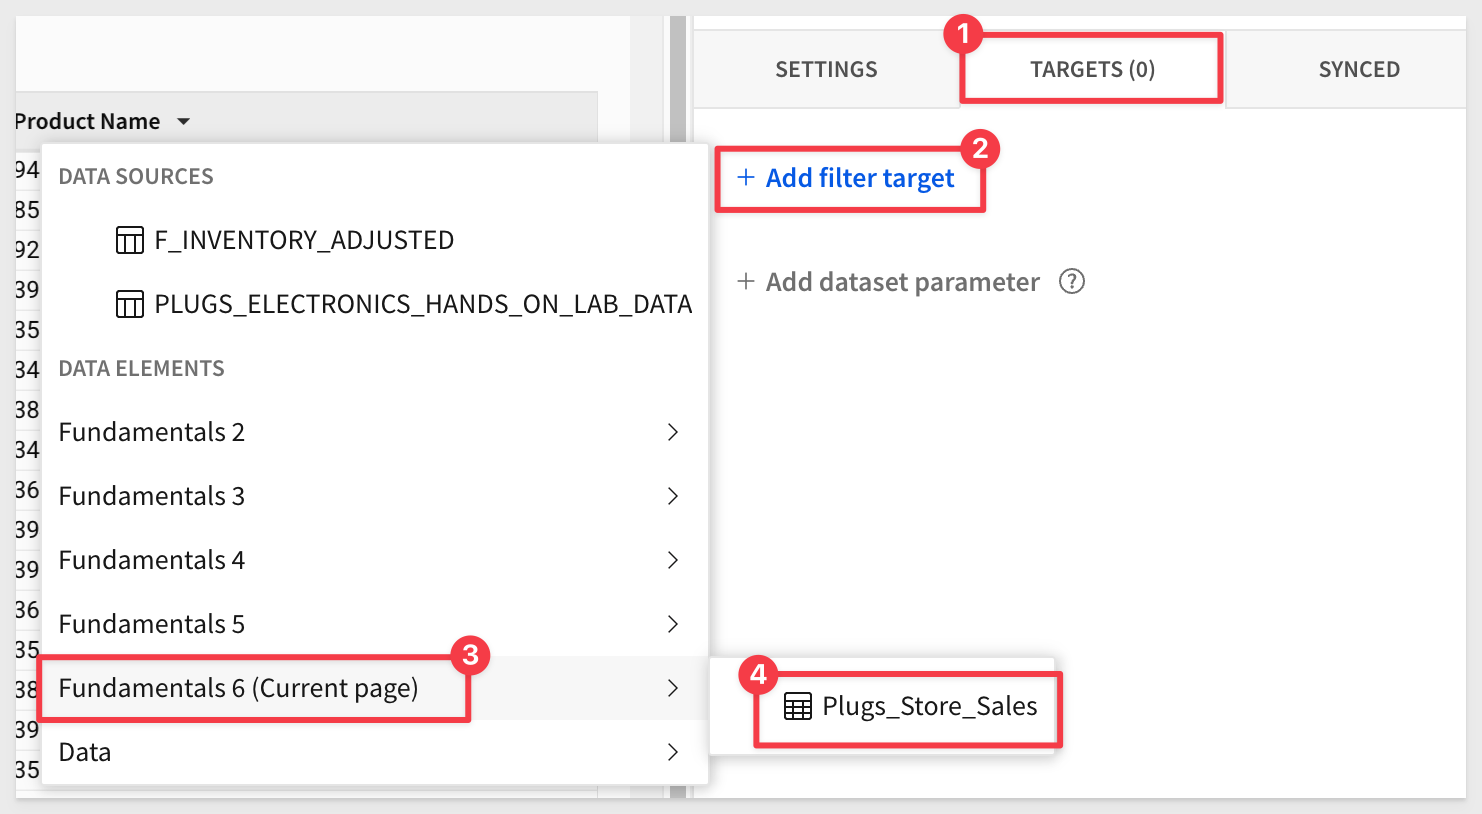 1
SETTINGS
TARGETS (0)
SYNCED
Product Name
2
+ Add filter target
+ Add dataset parameter ?
94
85
92
39
35
34
38
34
36
39
39
36
35
38
39
35
DATA SOURCES
F_INVENTORY_ADJUSTED
PLUGS_ELECTRONICS_HANDS_ON_LAB_DATA
DATA ELEMENTS
Fundamentals 2
Fundamentals 3
Fundamentals 4
Fundamentals 5
3
Fundamentals 6 (Current page)
Data
4
Plugs_Store_Sales